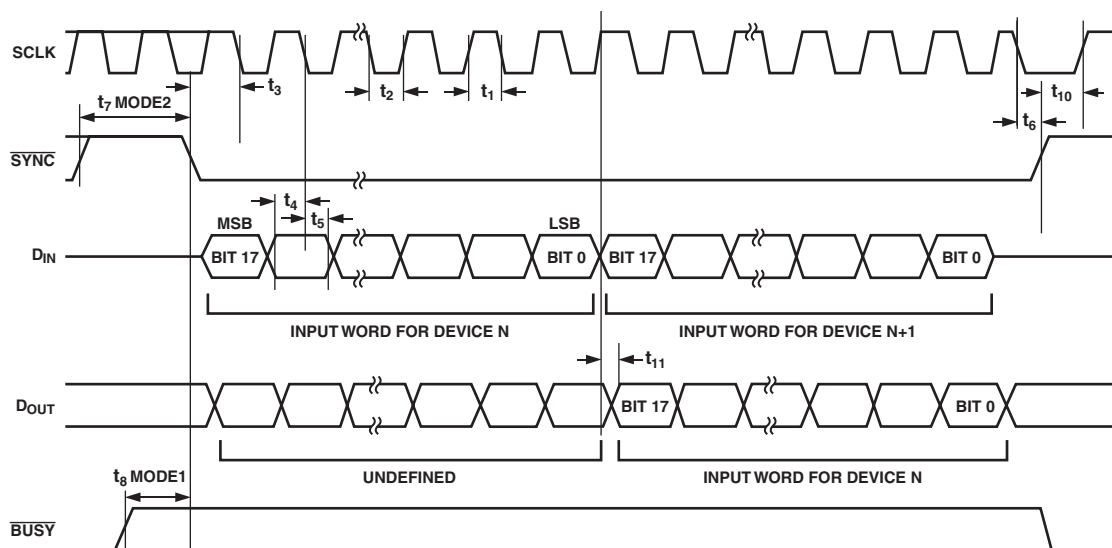 SCLK
t3
t2
t1
t10
t6
t7 MODE2
SYNC
t4
t5
MSB
LSB
DIN
BIT 17
BIT 0
BIT 17
BIT 0
INPUT WORD FOR DEVICE N
INPUT WORD FOR DEVICE N+1
t11
DOUT
BIT 17
BIT 0
UNDEFINED
INPUT WORD FOR DEVICE N
t8 MODE1
BUSY